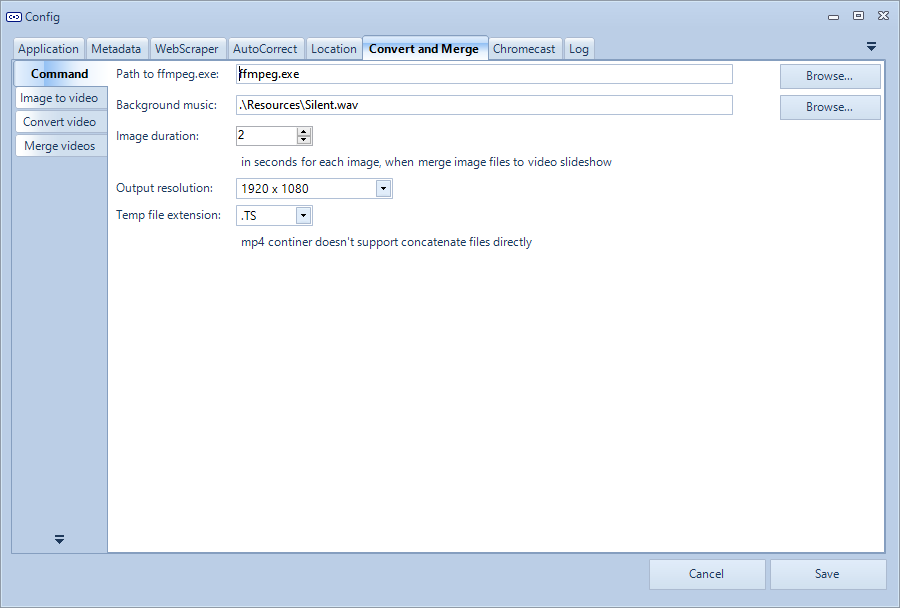 Config
Application Metadata WebScraper AutoCorrect Location Convert and Merge Chromecast Log
Command
Image to video
Convert video
Merge videos
Path to ffmpeg.exe: ffmpeg.exe Browse...
Background music: .\Resources\Silent.wav Browse...
Image duration: 2
in seconds for each image, when merge image files to video slideshow
Output resolution: 1920 x 1080
Temp file extension: .TS
mp4 continer doesn't support concatenate files directly
Cancel Save